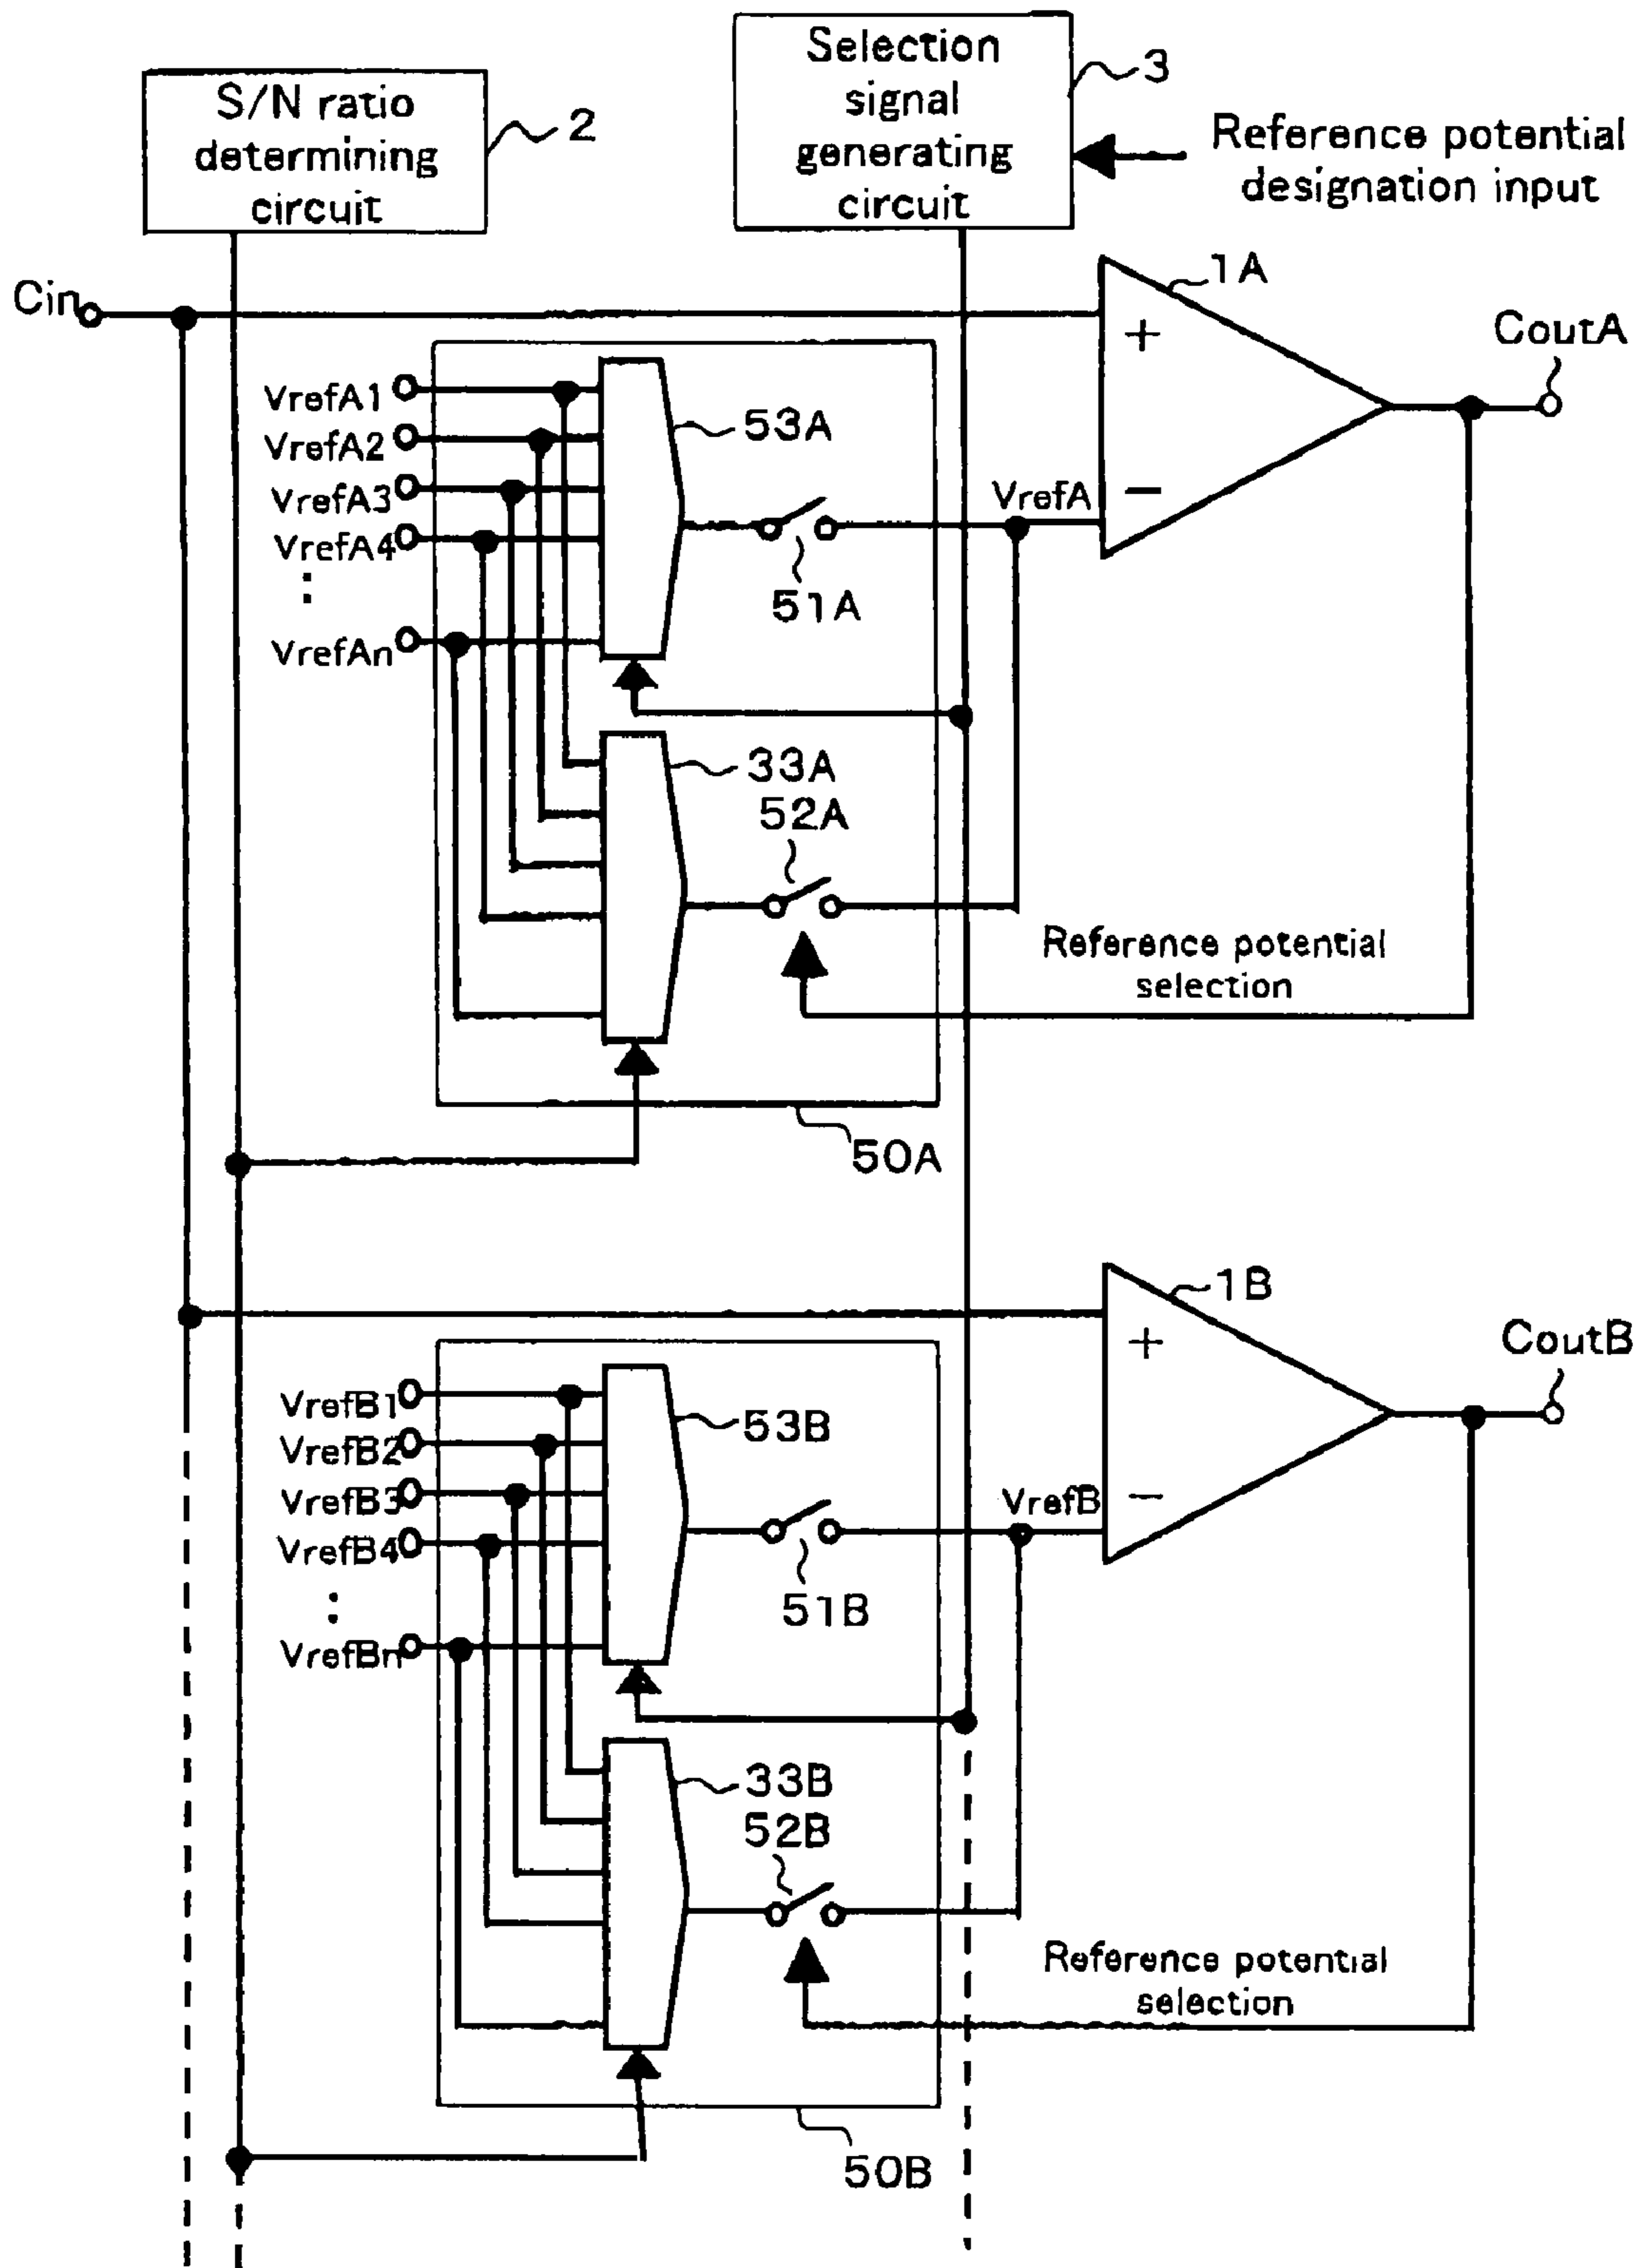 S/N ratio
determining
circuit
2
Selection
signal
generating
circuit
3
Reference potential
designation input
Cin
1A
+
−
CoutA
VrefA1
VrefA2
VrefA3
VrefA4
:
VrefAn
53A
51A
VrefA
33A
52A
Reference potential
selection
50A
1B
+
−
CoutB
VrefB1
VrefB2
VrefB3
VrefB4
:
VrefBn
53B
51B
VrefB
33B
52B
Reference potential
selection
50B